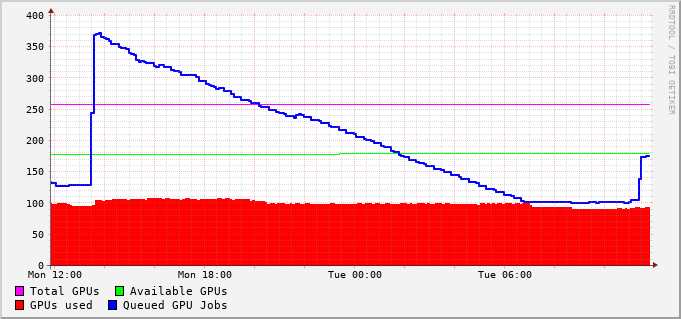 400
350
300
250
200
150
100
50
0
Mon 12:00 Mon 18:00 Tue 00:00 Tue 06:00
Total GPUs Available GPUs
GPUs used Queued GPU Jobs
RRDTOOL / TOBI OETIKER